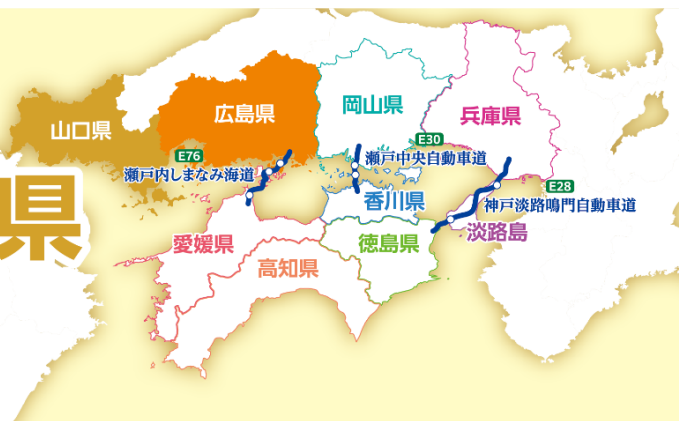 広島県
岡山県
兵庫県
山口県
E76
E30
瀬戸内しまなみ海道
瀬戸中央自動車道
E28
県
香川県
神戸淡路鳴門自動車道
愛媛県
徳島県
淡路島
高知県